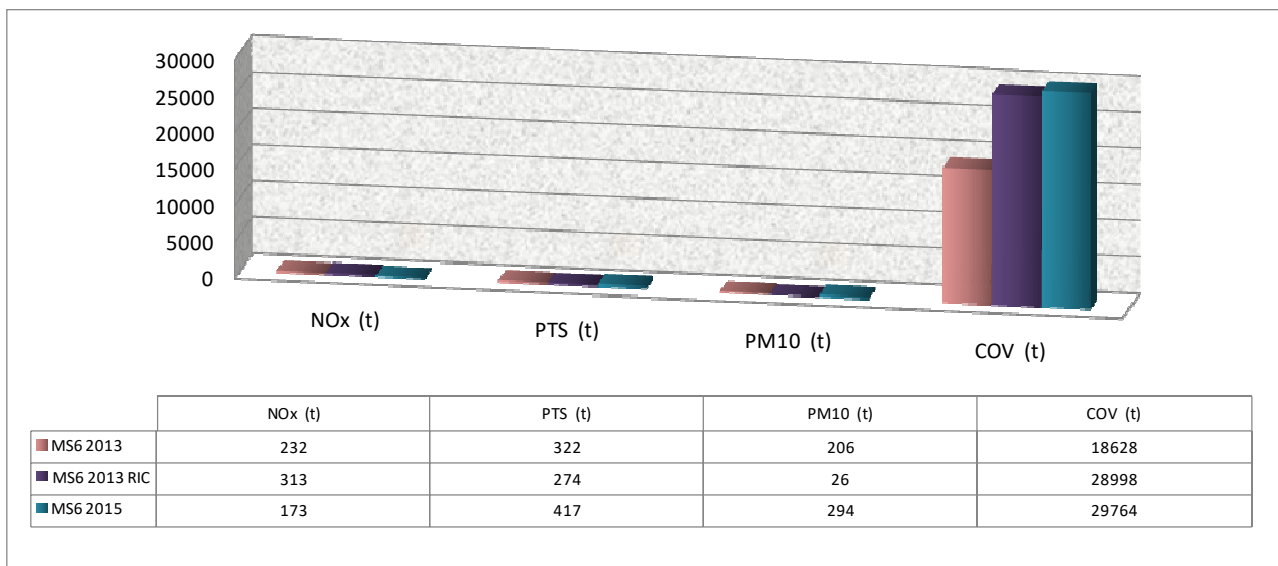 30000
25000
20000
15000
10000
5000
0
NOx (t)
PTS (t)
PM10 (t)
COV (t)
NOx (t) PTS (t) PM10 (t) COV (t)
MS6 2013 232 322 206 18628
MS6 2013 RIC 313 274 26 28998
MS6 2015 173 417 294 29764